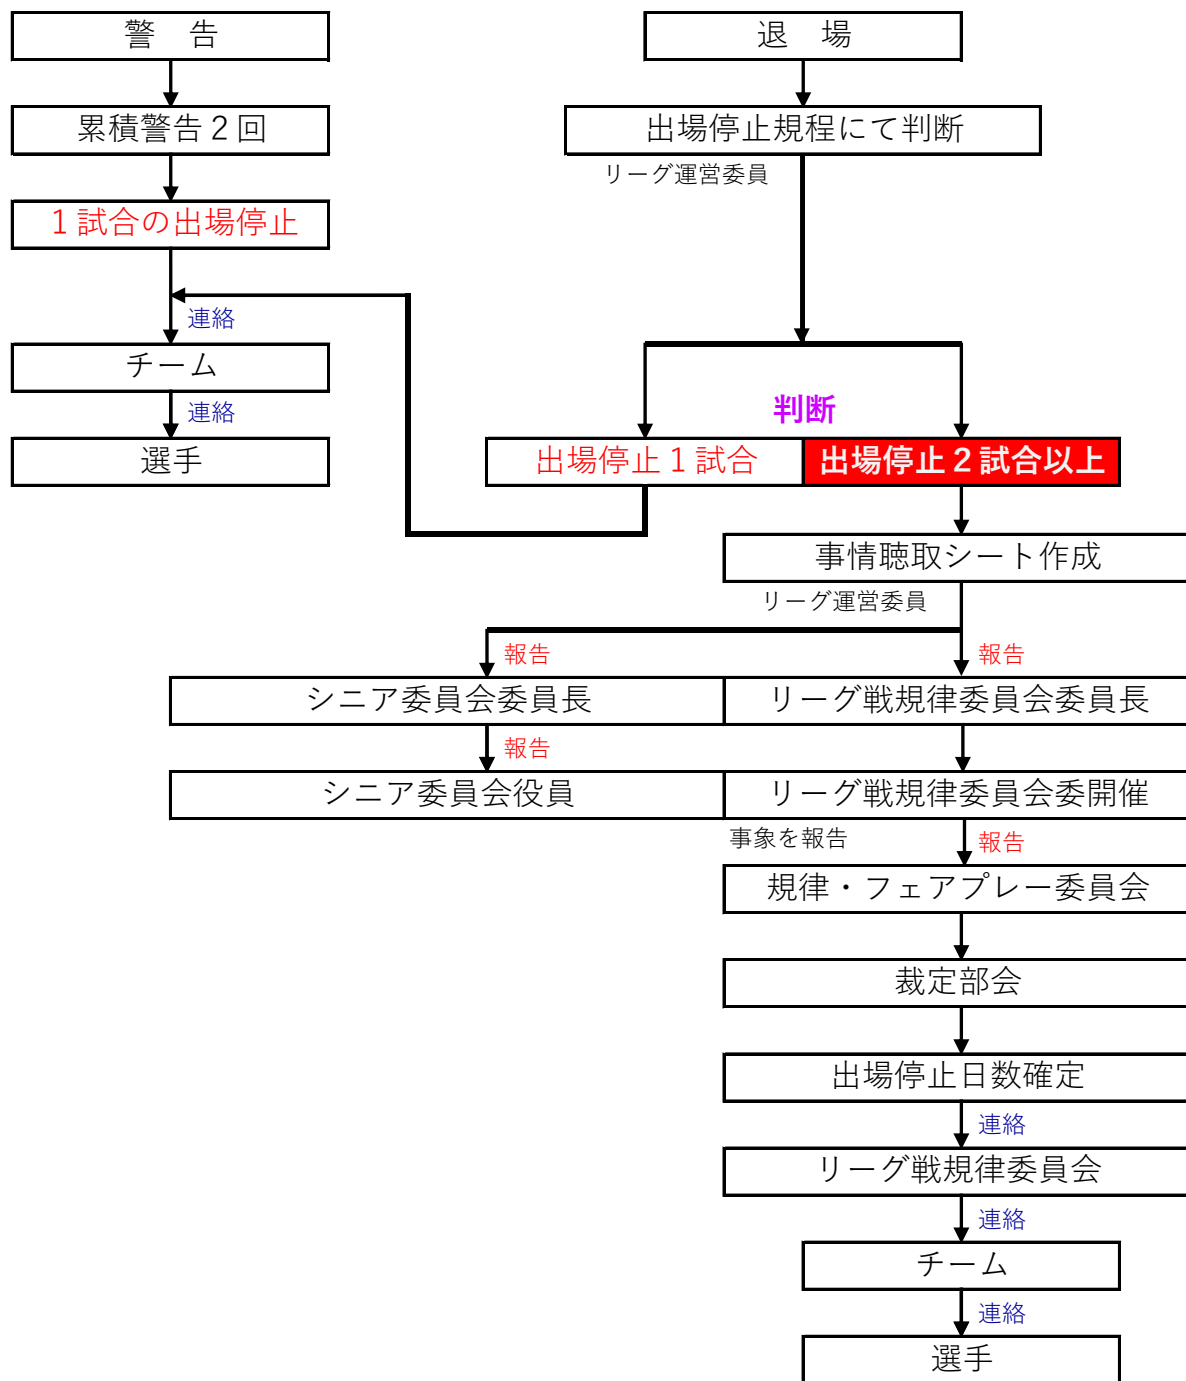 警　告
退　場
累積警告２回
出場停止規程にて判断
リーグ運営委員
１試合の出場停止
連絡
チーム
連絡
選手
判断
出場停止１試合
出場停止２試合以上
事情聴取シート作成
リーグ運営委員
報告
報告
シニア委員会委員長
リーグ戦規律委員会委員長
報告
シニア委員会役員
リーグ戦規律委員会委開催
事象を報告
報告
規律・フェアプレー委員会
裁定部会
出場停止日数確定
連絡
リーグ戦規律委員会
連絡
チーム
連絡
選手